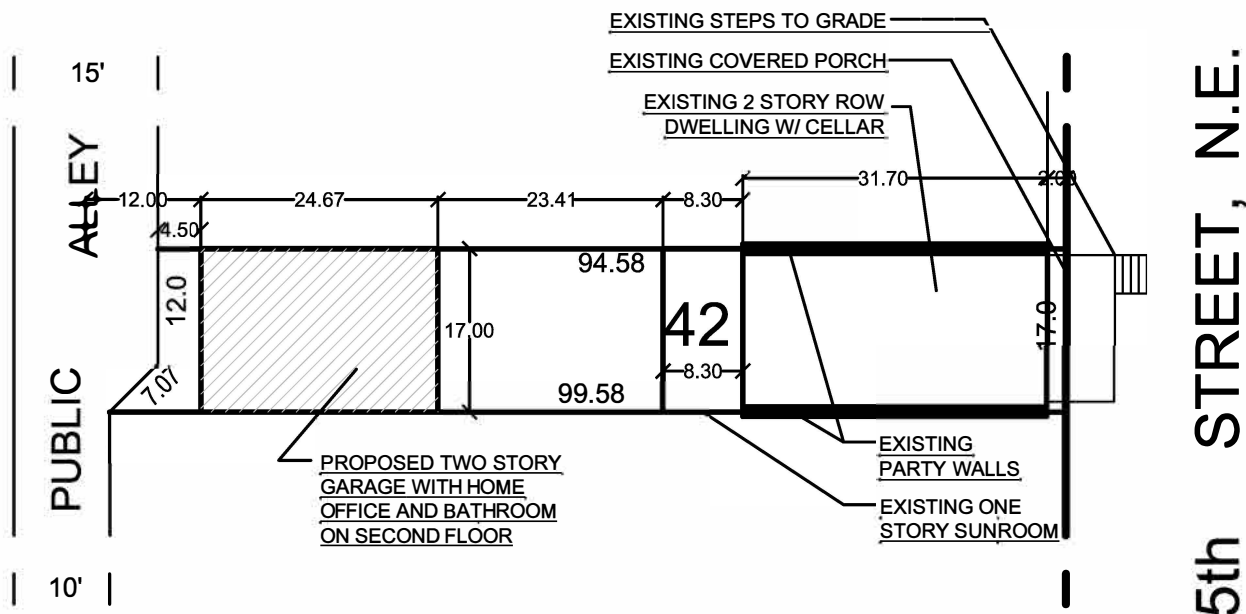 EXISTING STEPS TO GRADE
15'
EXISTING COVERED PORCH
EXISTING 2 STORY ROW
DWELLING W/ CELLAR
PUBLIC ALLEY
12.00
24.67
23.41
8.30
31.70
4.50
94.58
12.0
17.00
42
17.0
8.30
7.07
99.58
5th STREET, N.E.
EXISTING
PARTY WALLS
PROPOSED TWO STORY
GARAGE WITH HOME
OFFICE AND BATHROOM
ON SECOND FLOOR
EXISTING ONE
STORY SUNROOM
10'